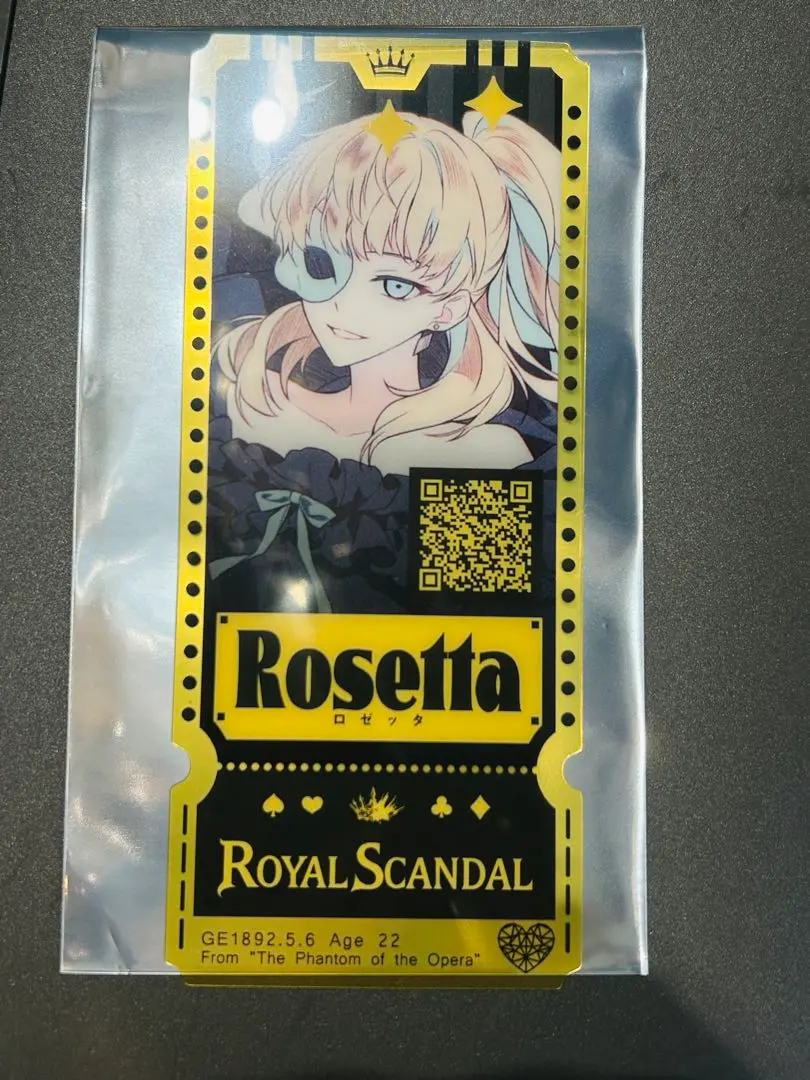 Rosetta
ロゼッタ
ROYAL SCANDAL
GE1892.5.6 Age 22
From "The Phantom of the Opera"